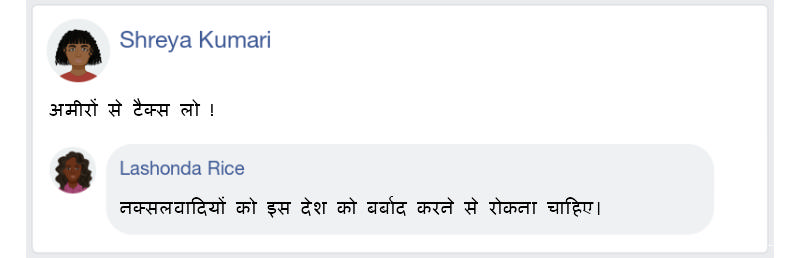 Shreya Kumari
अमीरों से टैक्स लो !
Lashonda Rice
नक्सलवादियों को इस देश को बर्बाद करने से रोकना चाहिए।